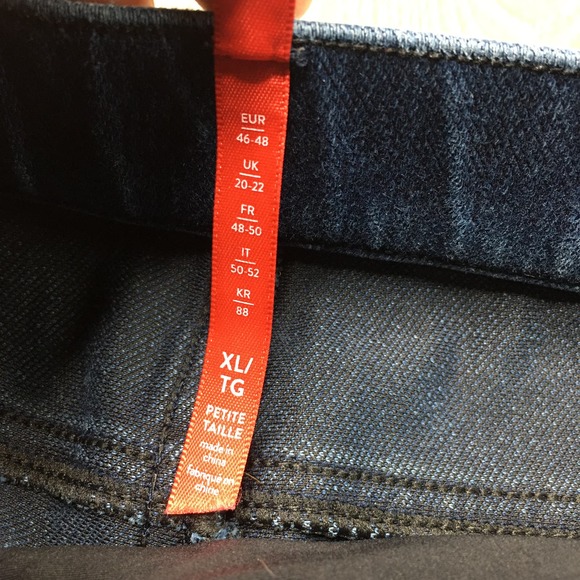 EUR
46-48
UK
20-22
FR
48-50
IT
50-52
KR
88
XL/
TG
PETITE
TAILLE
made in
china
fabriqué en
chine